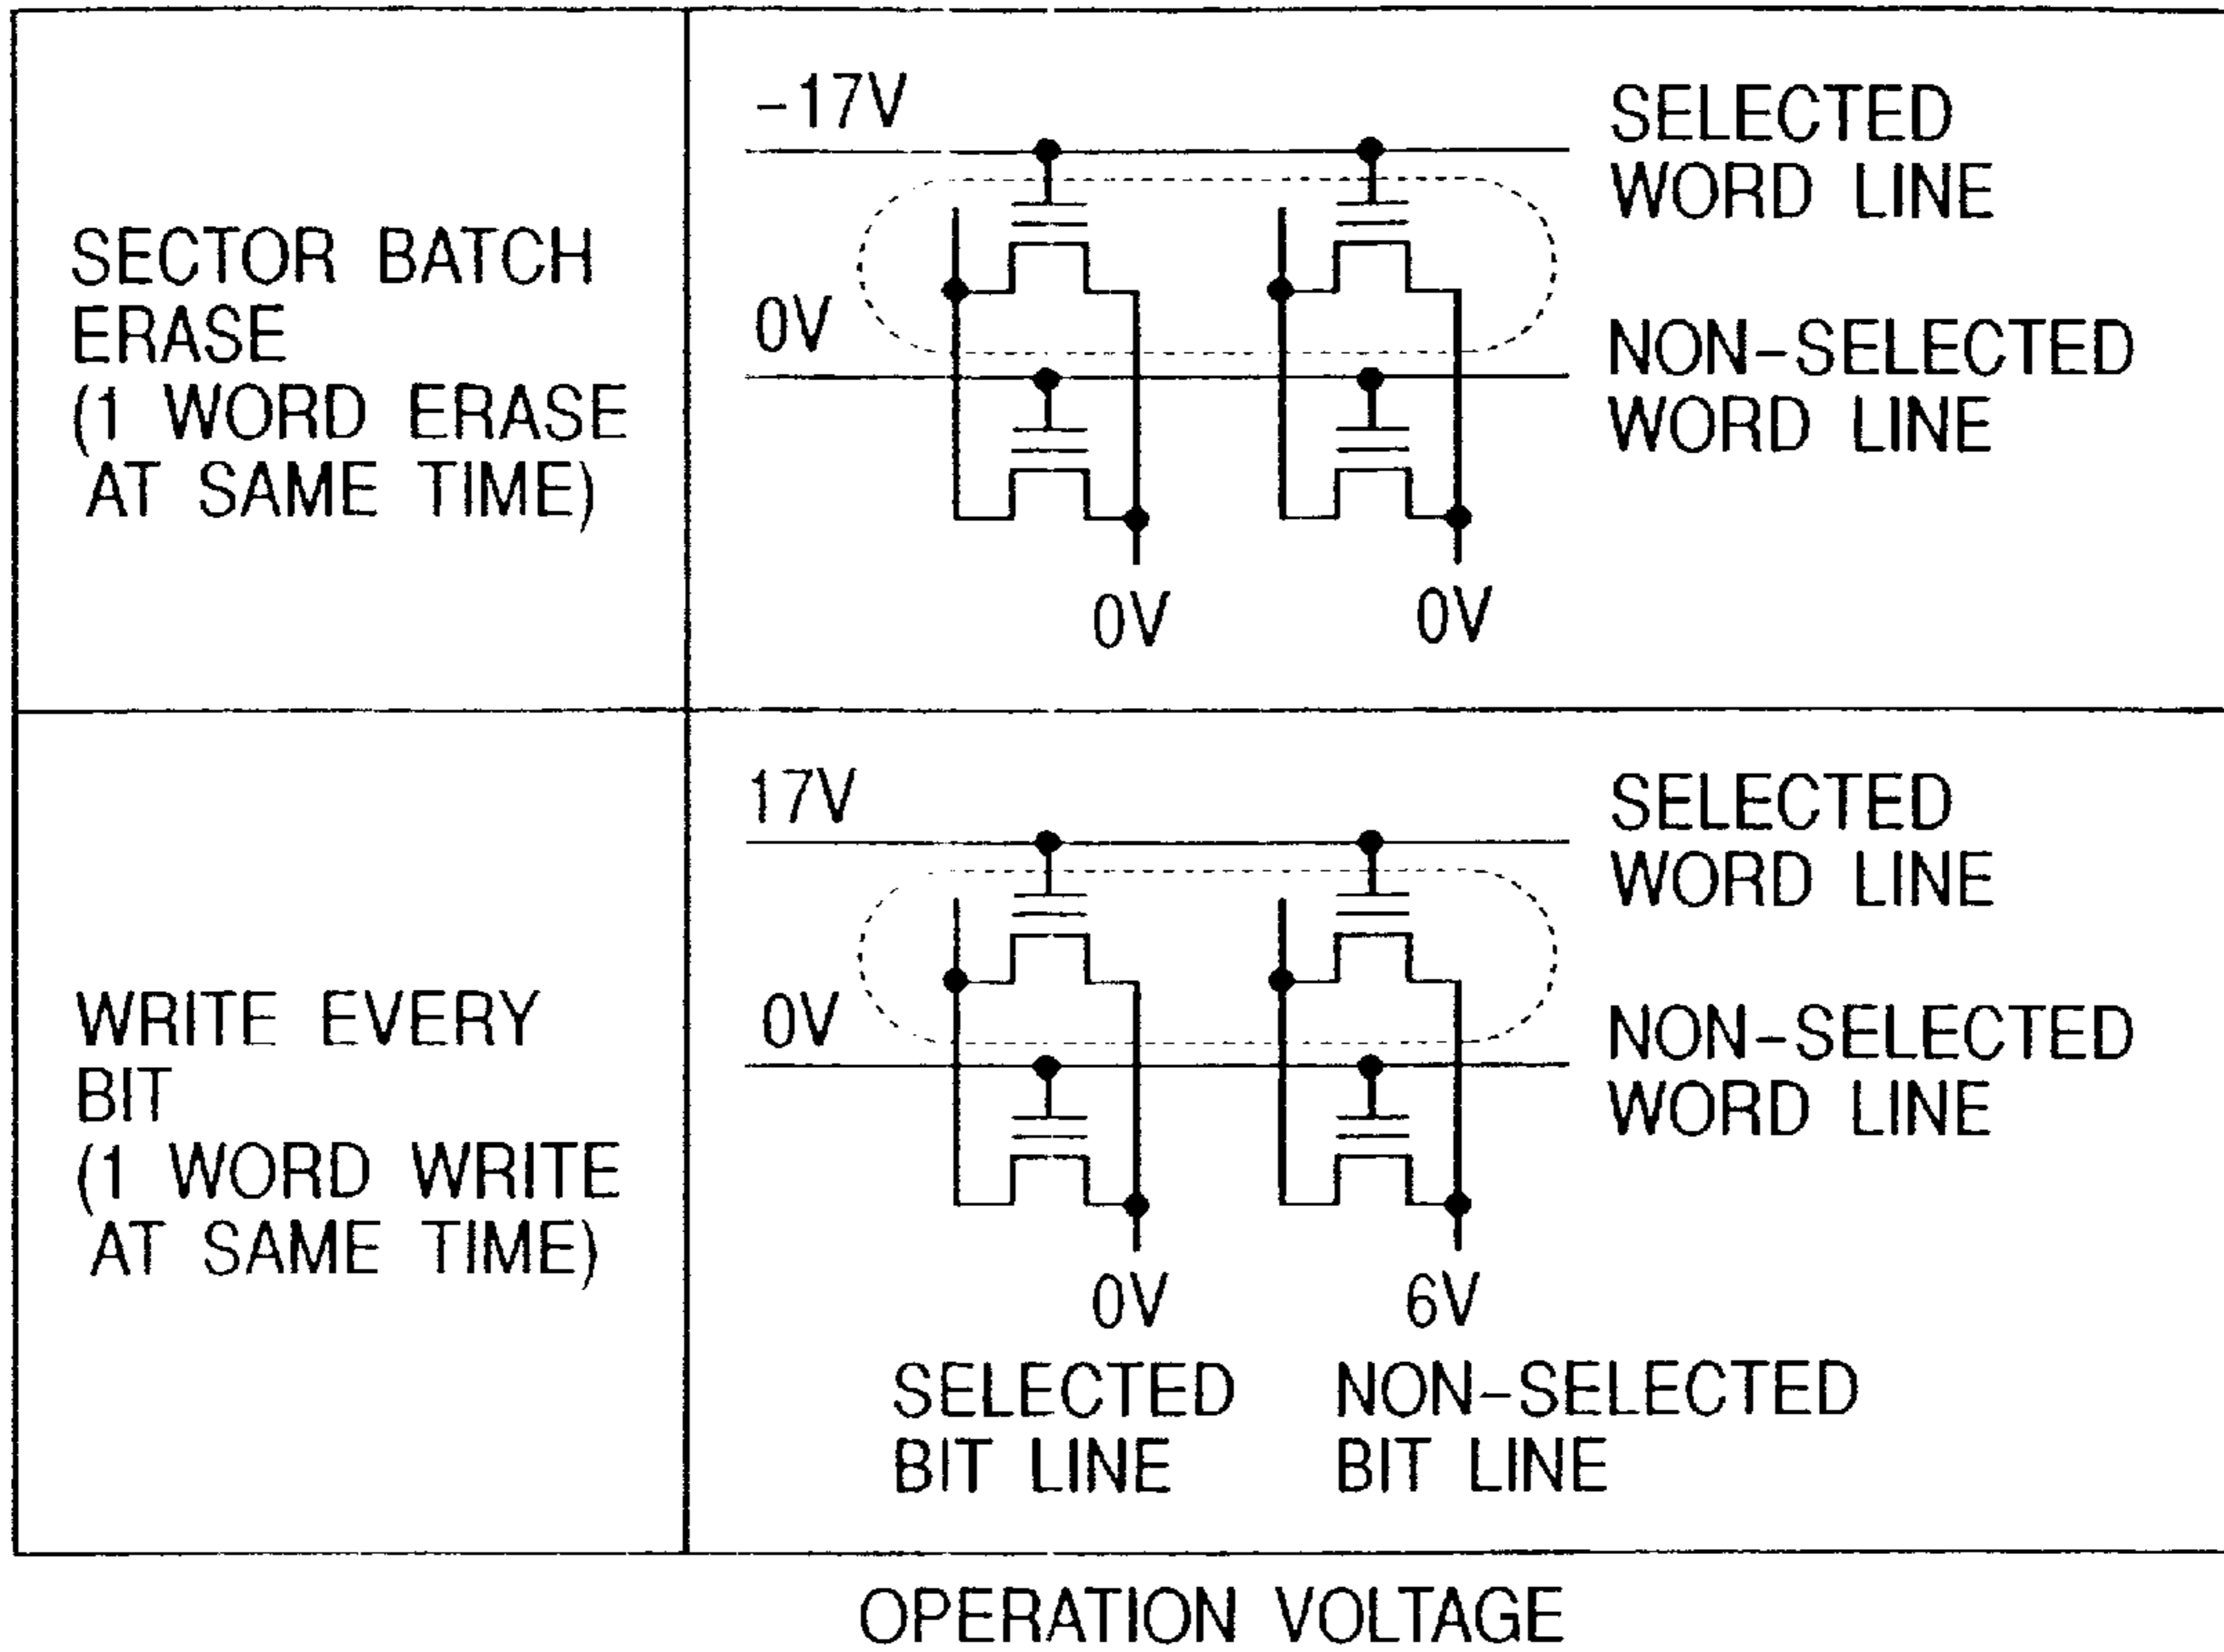 SECTOR BATCH
ERASE
(1 WORD ERASE
AT SAME TIME)
-17V
SELECTED
WORD LINE
0V
NON-SELECTED
WORD LINE
0V
0V
WRITE EVERY
BIT
(1 WORD WRITE
AT SAME TIME)
17V
SELECTED
WORD LINE
0V
NON-SELECTED
WORD LINE
0V
6V
SELECTED
BIT LINE
NON-SELECTED
BIT LINE
OPERATION VOLTAGE